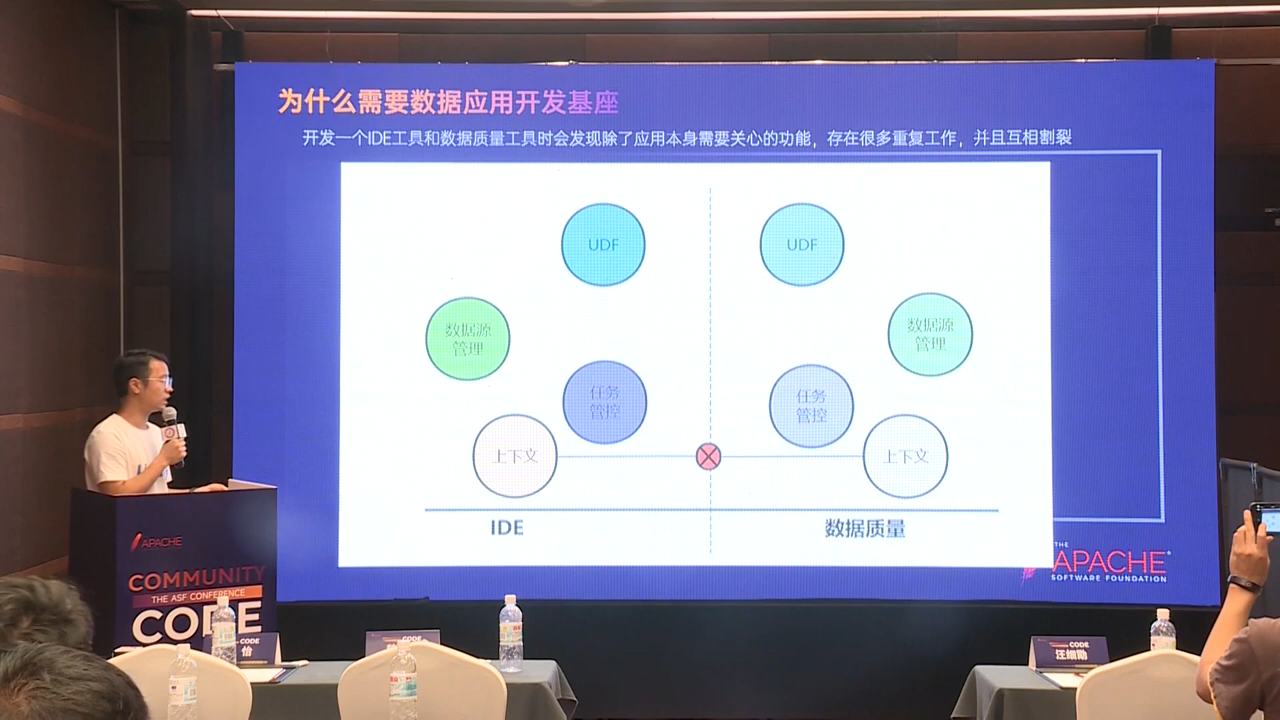 为什么需要数据应用开发基座
开发一个IDE工具和数据质量工具时会发现除了应用本身需要关心的功能，存在很多重复工作，并且互相割裂
UDF
UDF
数据源
管理
数据源
管理
任务
管控
任务
管控
上下文
上下文
IDE
数据质量
THE
APACHE
SOFTWARE FOUNDATION
APACHE
COMMUNITY
THE ASF CONFERENCE
CODE
CODE
怡
CODE
CODE
汪细勖